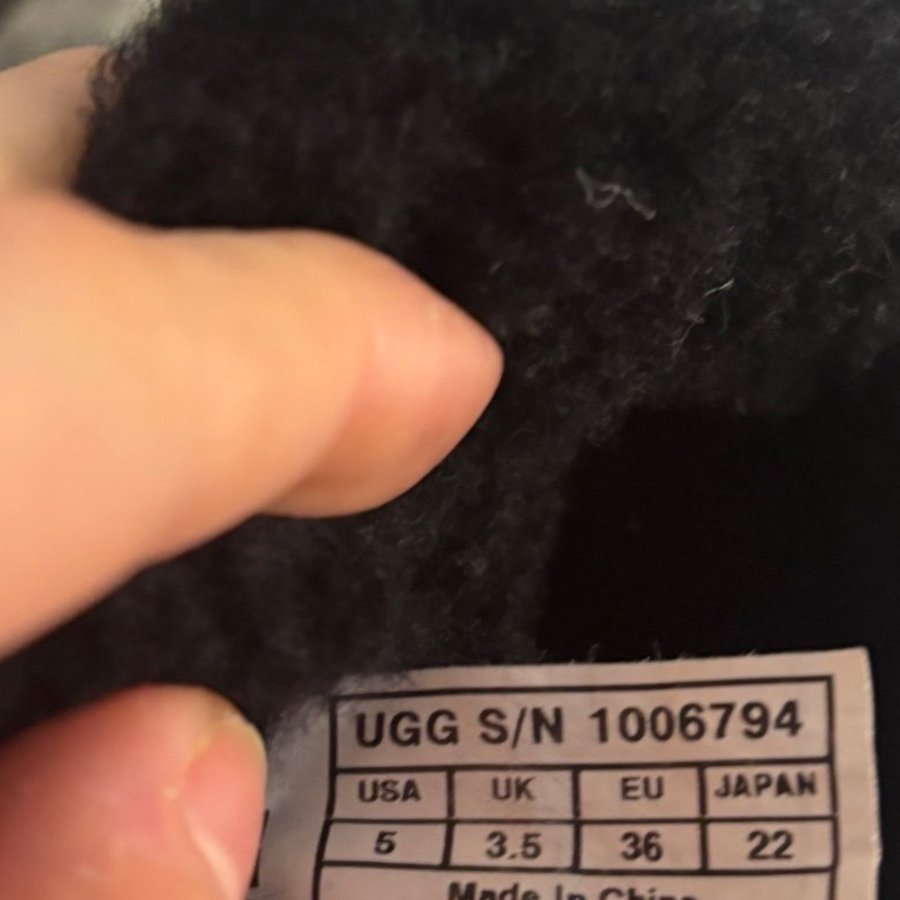 UGG S/N 1006794
USA UK EU JAPAN
5 3.5 36 22
Made In China